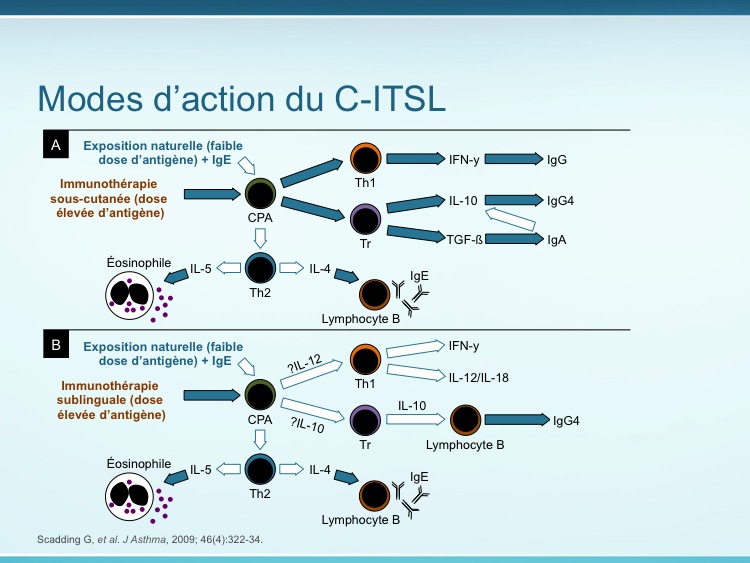 Modes d’action du C-ITSL
A
Exposition naturelle (faible
dose d’antigène) + IgE
Immunothérapie
sous-cutanée (dose
élevée d’antigène)
CPA
Th1
IFN-y
IgG
Tr
IL-10
IgG4
TGF-ß
IgA
Éosinophile
IL-5
Th2
IL-4
IgE
Lymphocyte B
B
Exposition naturelle (faible
dose d’antigène) + IgE
Immunothérapie
sublinguale (dose
élevée d’antigène)
CPA
?IL-12
?IL-10
Th1
IFN-y
IL-12/IL-18
Tr
IL-10
Lymphocyte B
IgG4
Éosinophile
IL-5
Th2
IL-4
IgE
Lymphocyte B
Scadding G, et al. J Asthma, 2009; 46(4):322-34.